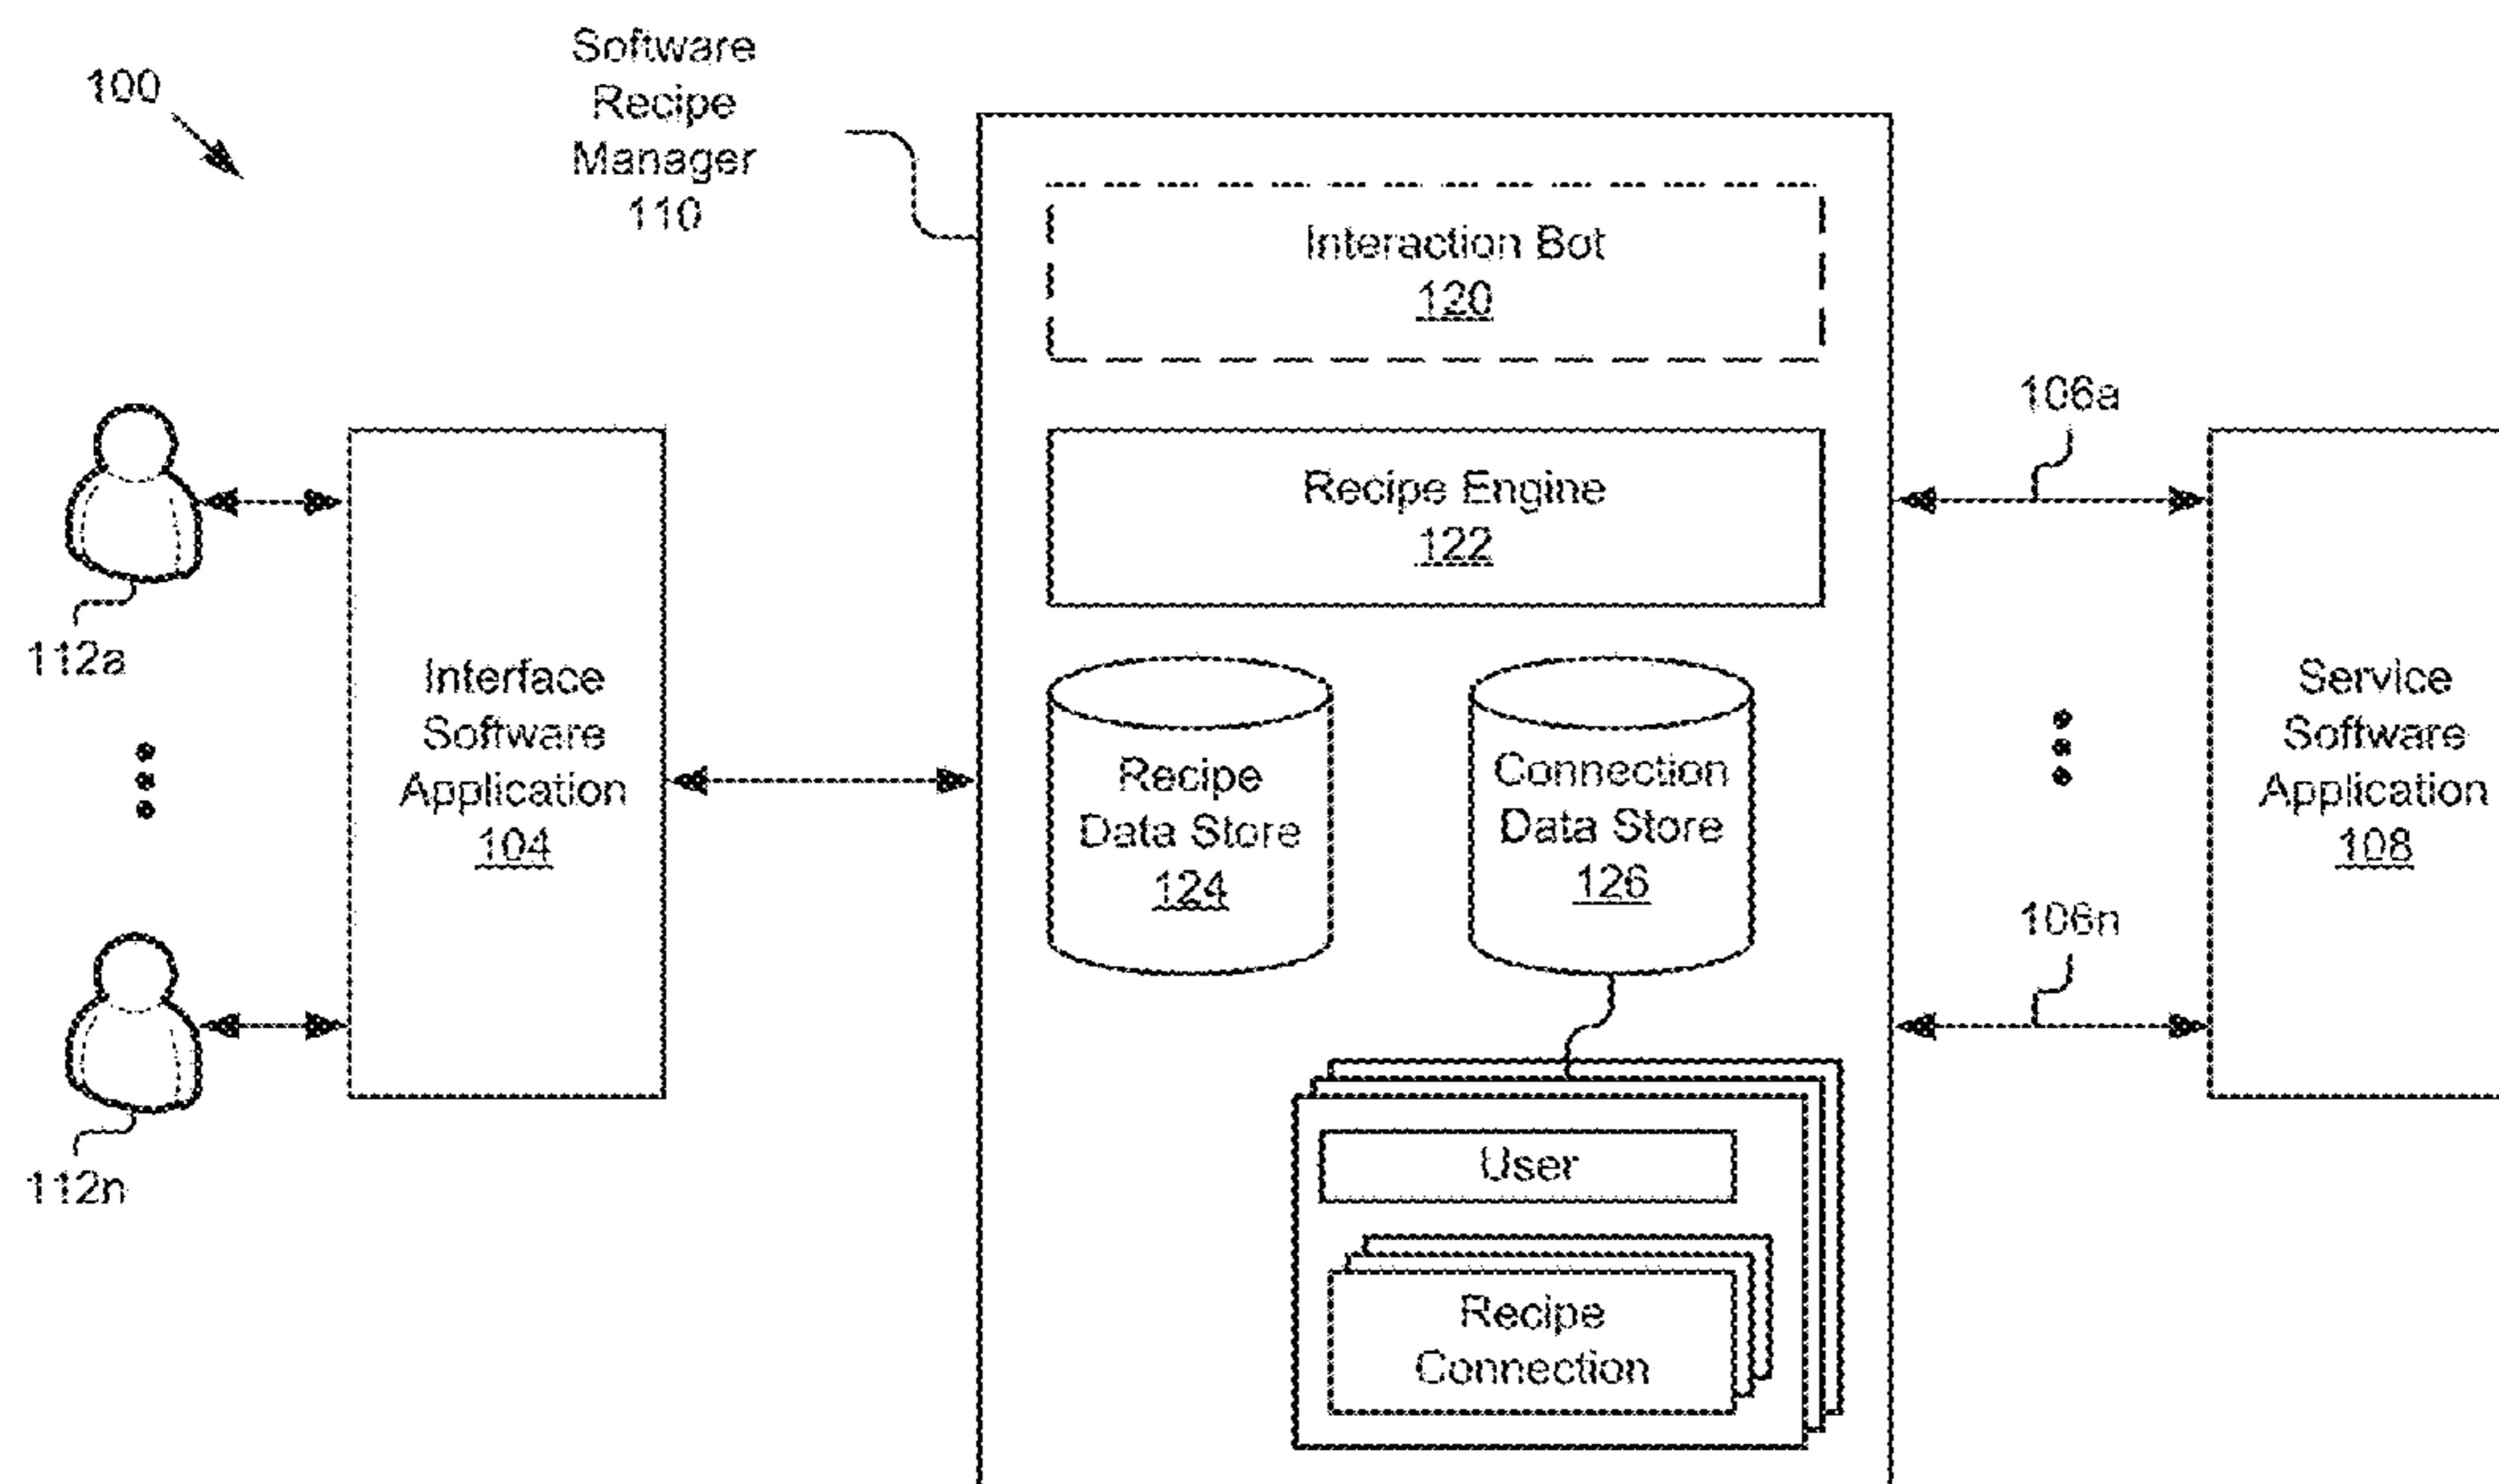 100
Software
Recipe
Manager
110
Interaction Bot
120
Recipe Engine
122
106a
112a
Interface
Software
Application
104
Recipe
Data Store
124
Connection
Data Store
126
Service
Software
Application
108
106n
112n
User
Recipe
Connection